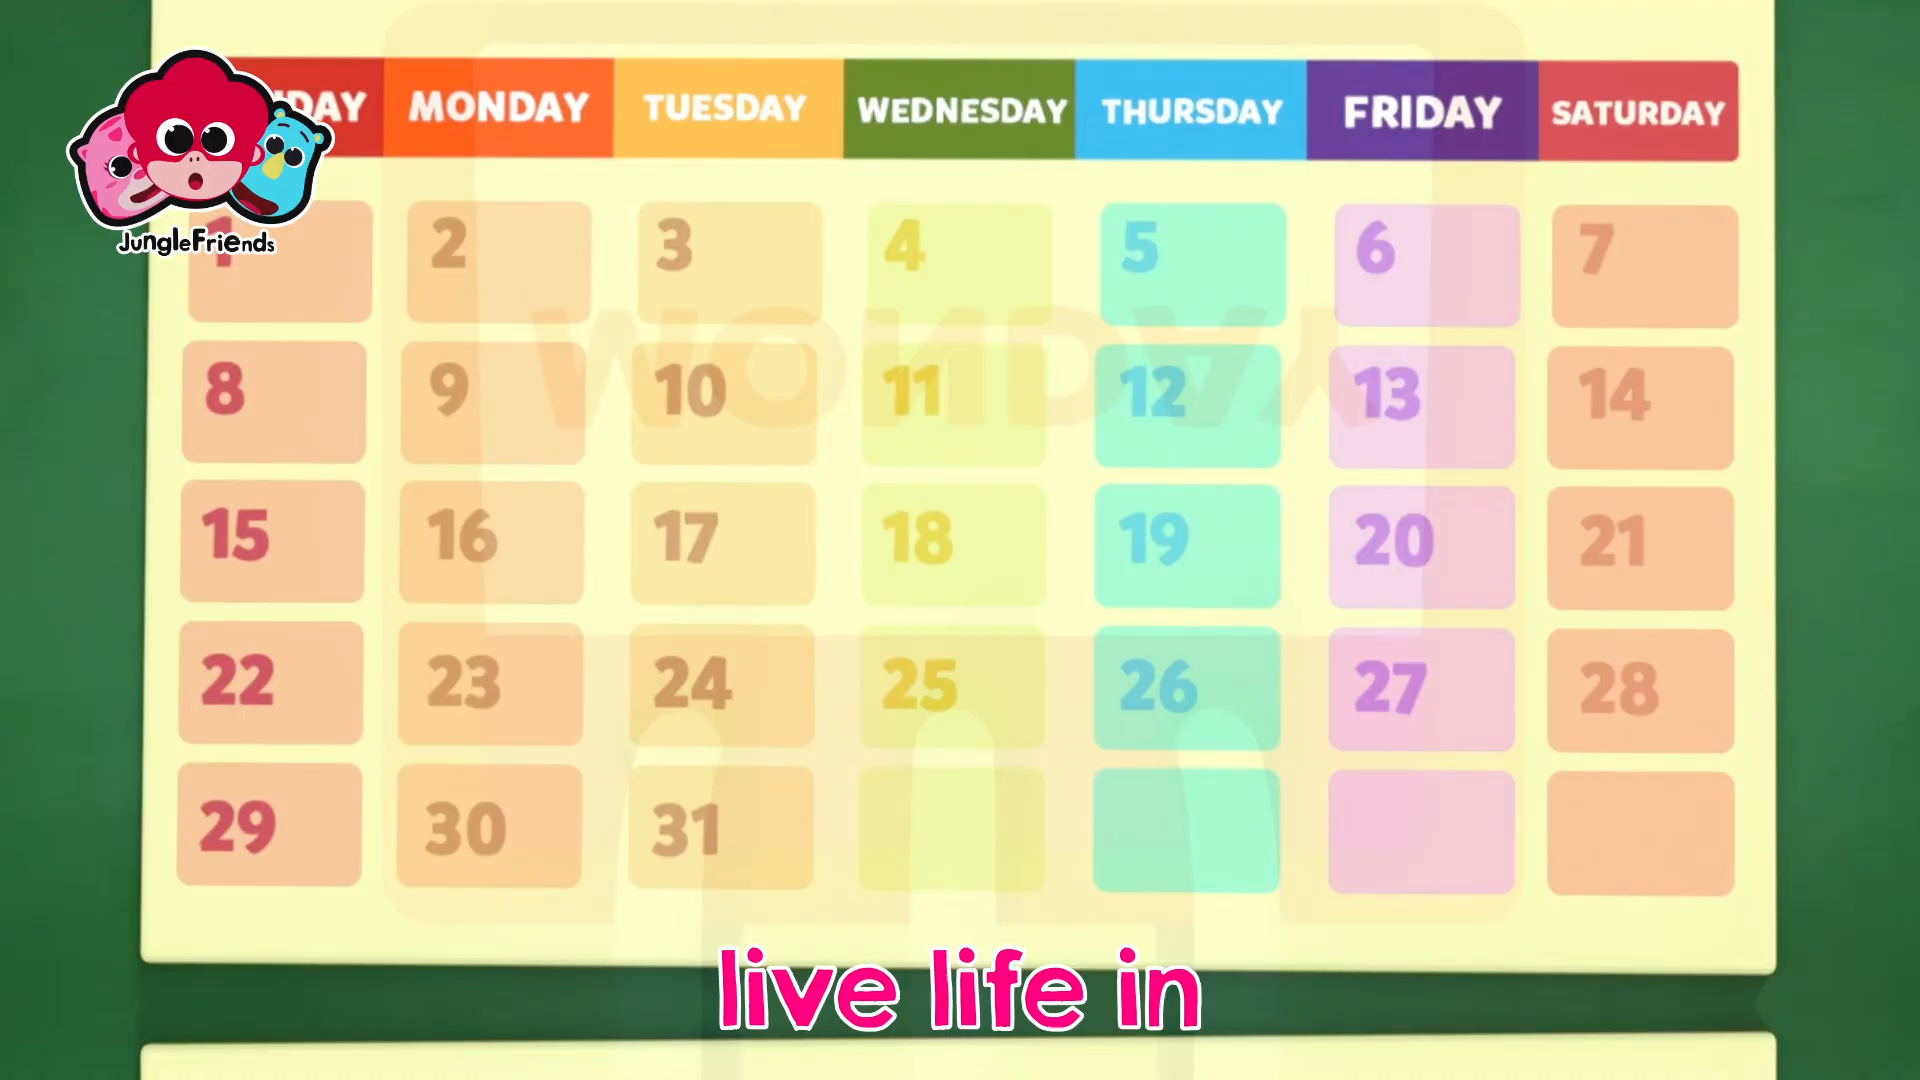 JungleFriends
MONDAY TUESDAY WEDNESDAY THURSDAY FRIDAY SATURDAY
1 2 3 4 5 6 7
MONDAY
8 9 10 11 12 13 14
15 16 17 18 19 20 21
22 23 24 25 26 27 28
29 30 31
live life in